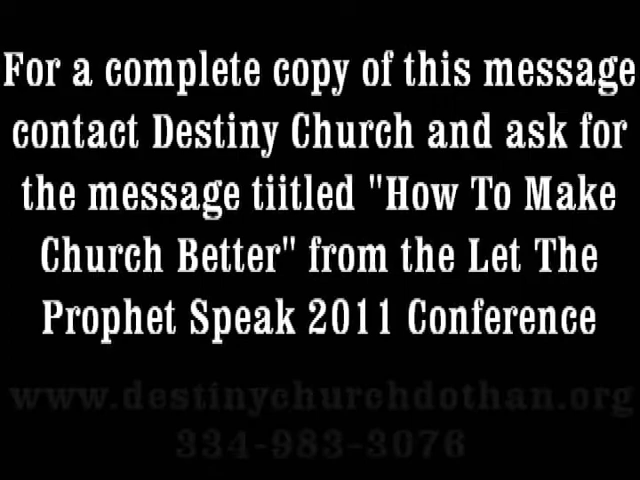 For a complete copy of this message
contact Destiny Church and ask for
the message tiitled "How To Make
Church Better" from the Let The
Prophet Speak 2011 Conference
www.destinychurchdothan.org
334-983-3076